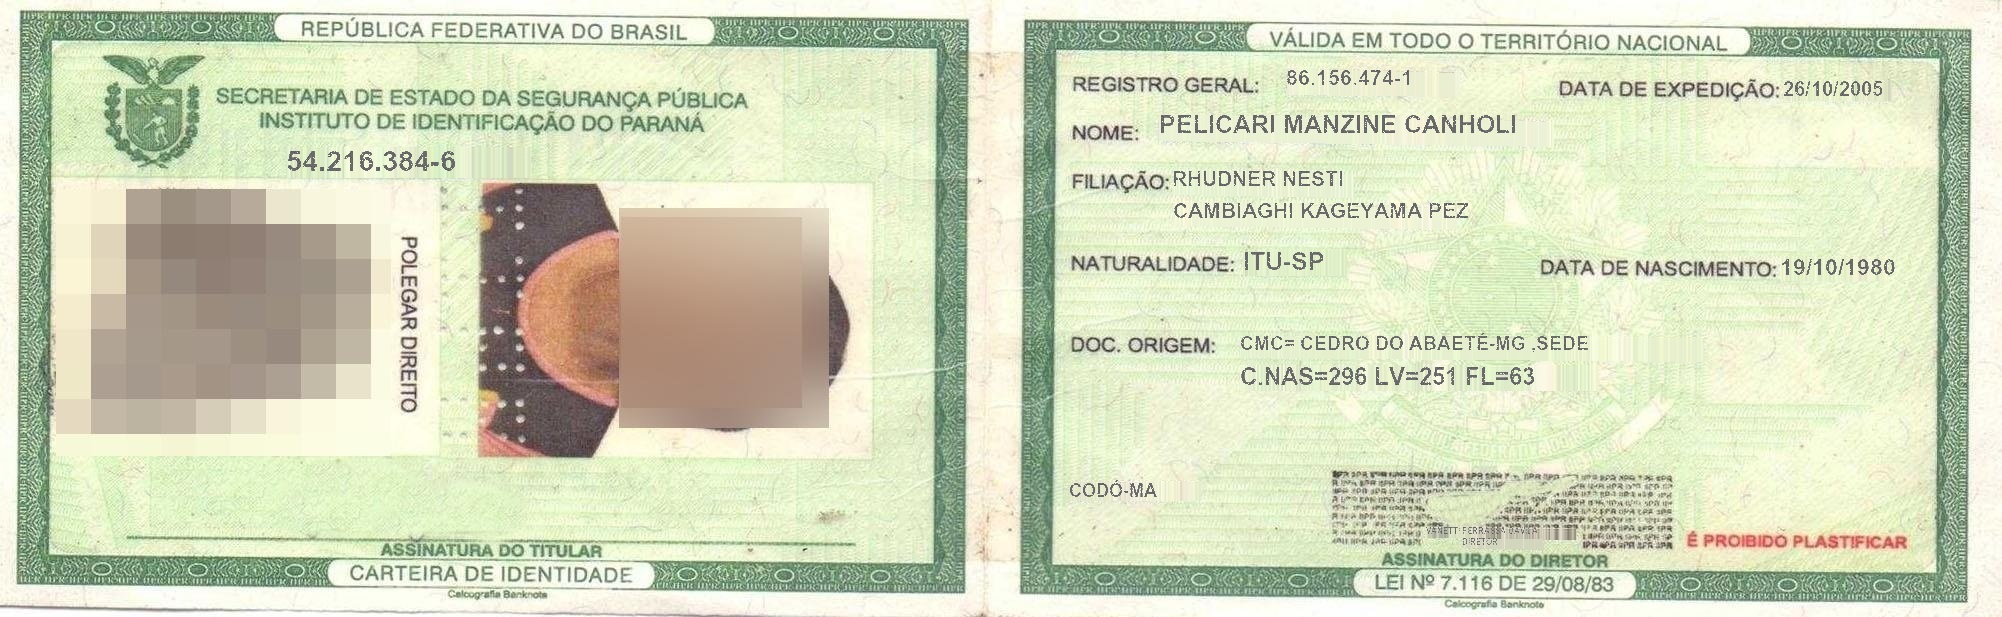 REPÚBLICA FEDERATIVA DO BRASIL
SECRETARIA DE ESTADO DA SEGURANÇA PÚBLICA
INSTITUTO DE IDENTIFICAÇÃO DO PARANÁ
54.216.384-6
POLEGAR DIREITO
ASSINATURA DO TITULAR
CARTEIRA DE IDENTIDADE
Calcografia Banknote
VÁLIDA EM TODO O TERRITÓRIO NACIONAL
REGISTRO GERAL: 86.156.474-1 DATA DE EXPEDIÇÃO: 26/10/2005
NOME: PELICARI MANZINE CANHOLI
FILIAÇÃO: RHUDNER NESTI
CAMBIAGHI KAGEYAMA PEZ
NATURALIDADE: ITU-SP DATA DE NASCIMENTO: 19/10/1980
DOC. ORIGEM: CMC= CEDRO DO ABAETÉ-MG ,SEDE
C.NAS=296 LV=251 FL=63
CODÓ-MA
DIRETOR
É PROIBIDO PLASTIFICAR
ASSINATURA DO DIRETOR
LEI Nº 7.116 DE 29/08/83
Calcografia Banknote